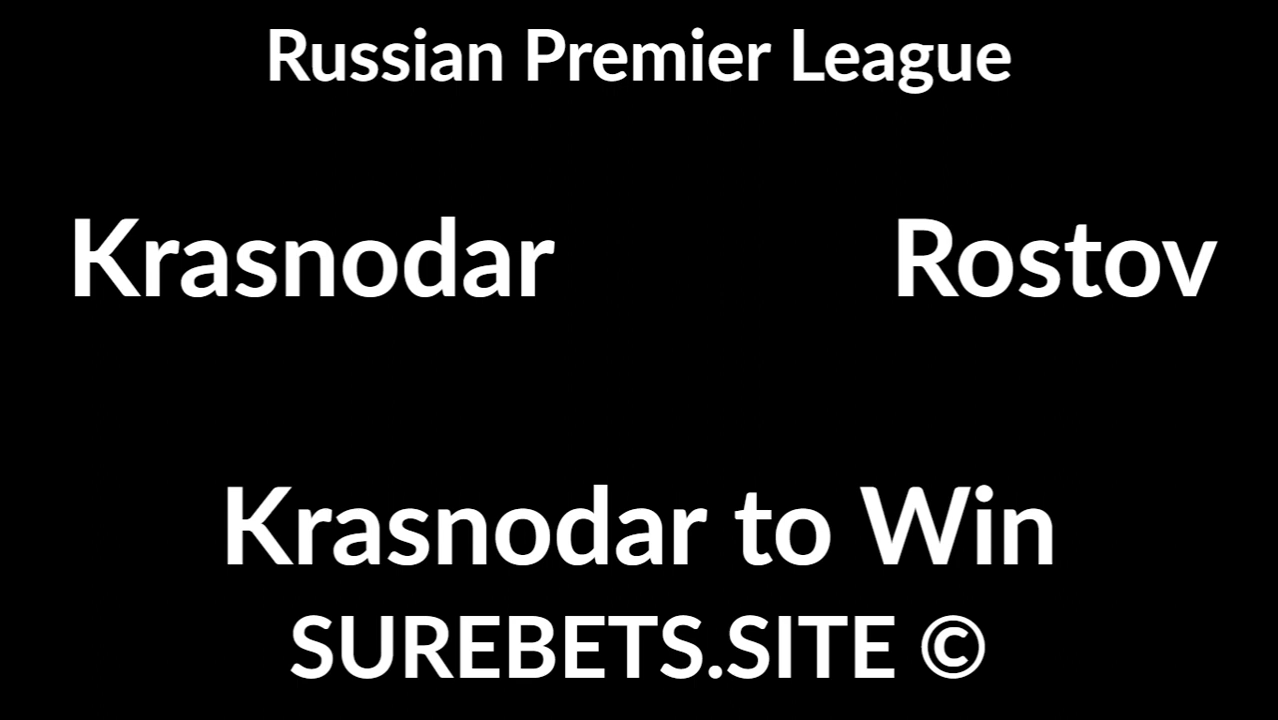 Russian Premier League
Krasnodar Rostov
Krasnodar to Win
SUREBETS.SITE ©